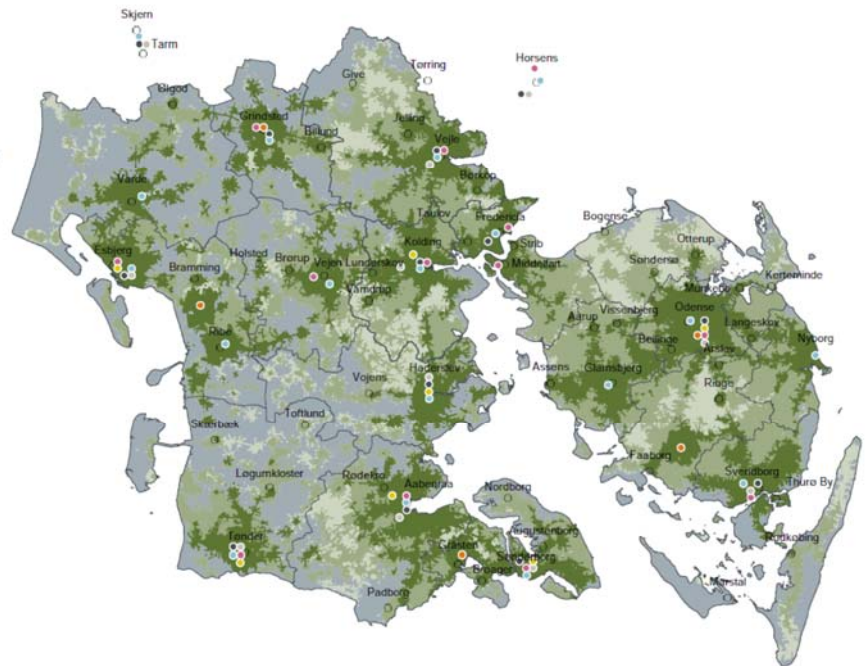 Skjern
Tarm
Horsens
Tørring
Give
Ølgod
Grindsted
Billund
Jelling
Vejle
Børkop
Varde
Taulov
Fredericia
Bogense
Strib
Otterup
Esbjerg
Holsted
Brørup
Vejen
Lunderskov
Kolding
Middelfart
Søndersø
Bramming
Vamdrup
Munkebo
Kerteminde
Odense
Vissenbjerg
Aarup
Langeskov
Ribe
Bellinge
Årslev
Nyborg
Haderslev
Vojens
Assens
Glamsbjerg
Ringe
Skærbæk
Toftlund
Faaborg
Løgumkloster
Rødekro
Aabenraa
Nordborg
Svendborg
Thurø By
Augustenborg
Tønder
Gråsten
Sønderborg
Broager
Rudkøbing
Padborg
Marstal